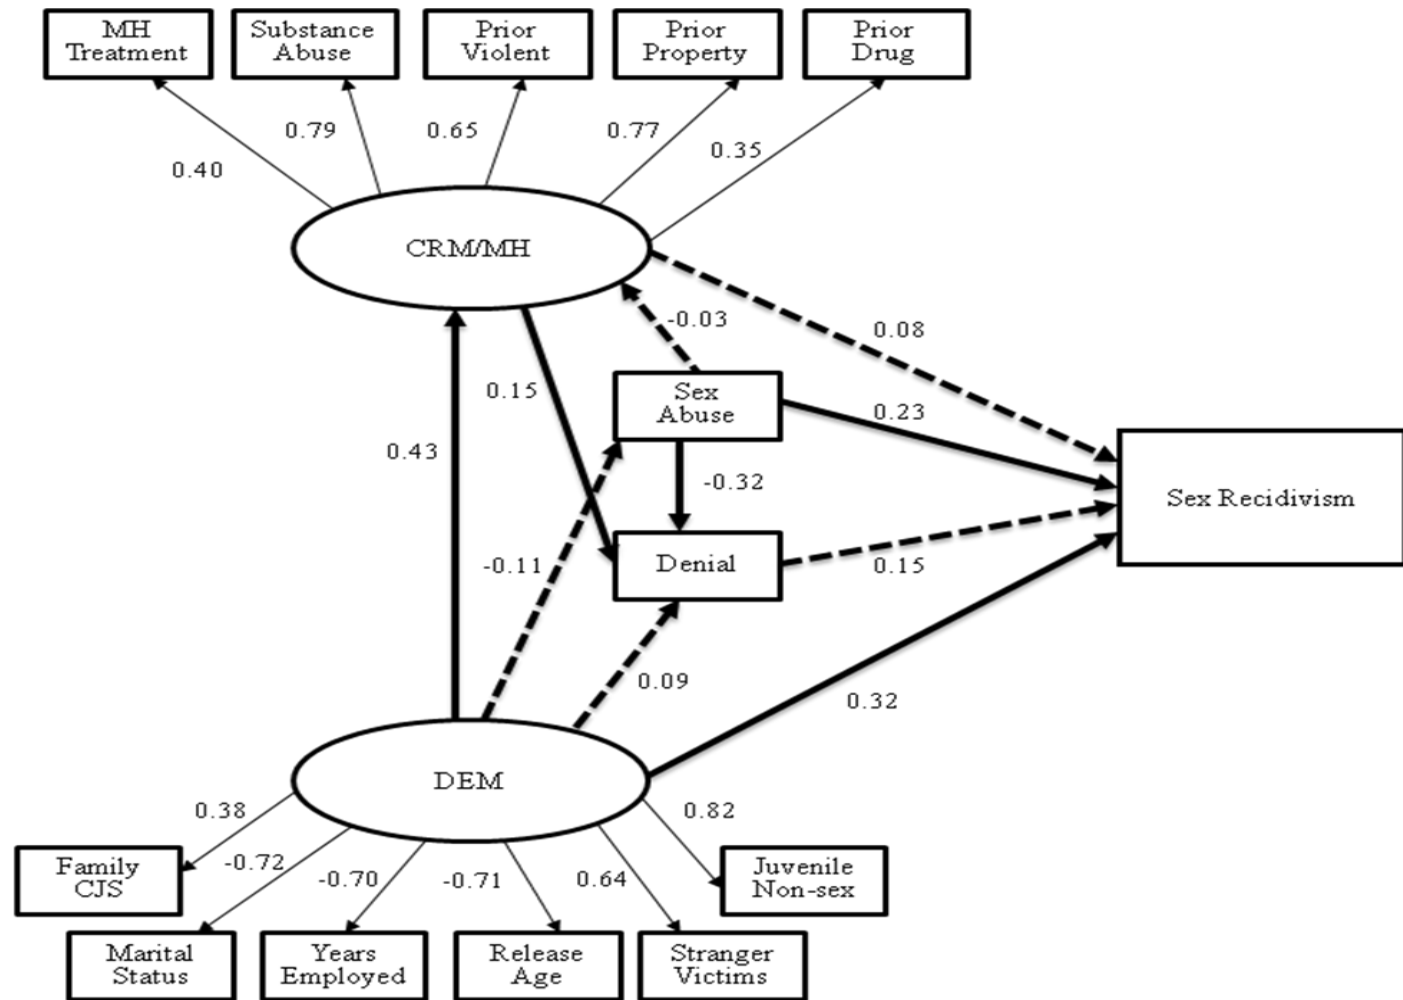 MH
Treatment
Substance
Abuse
Prior
Violent
Prior
Property
Prior
Drug
0.40
0.79
0.65
0.77
0.35
CRM/MH
-0.03
0.08
0.15
Sex
Abuse
0.23
0.43
-0.32
Sex Recidivism
-0.11
Denial
0.15
0.09
0.32
DEM
0.38
-0.72
-0.70
-0.71
0.64
0.82
Family
CJS
Juvenile
Non-sex
Marital
Status
Years
Employed
Release
Age
Stranger
Victims